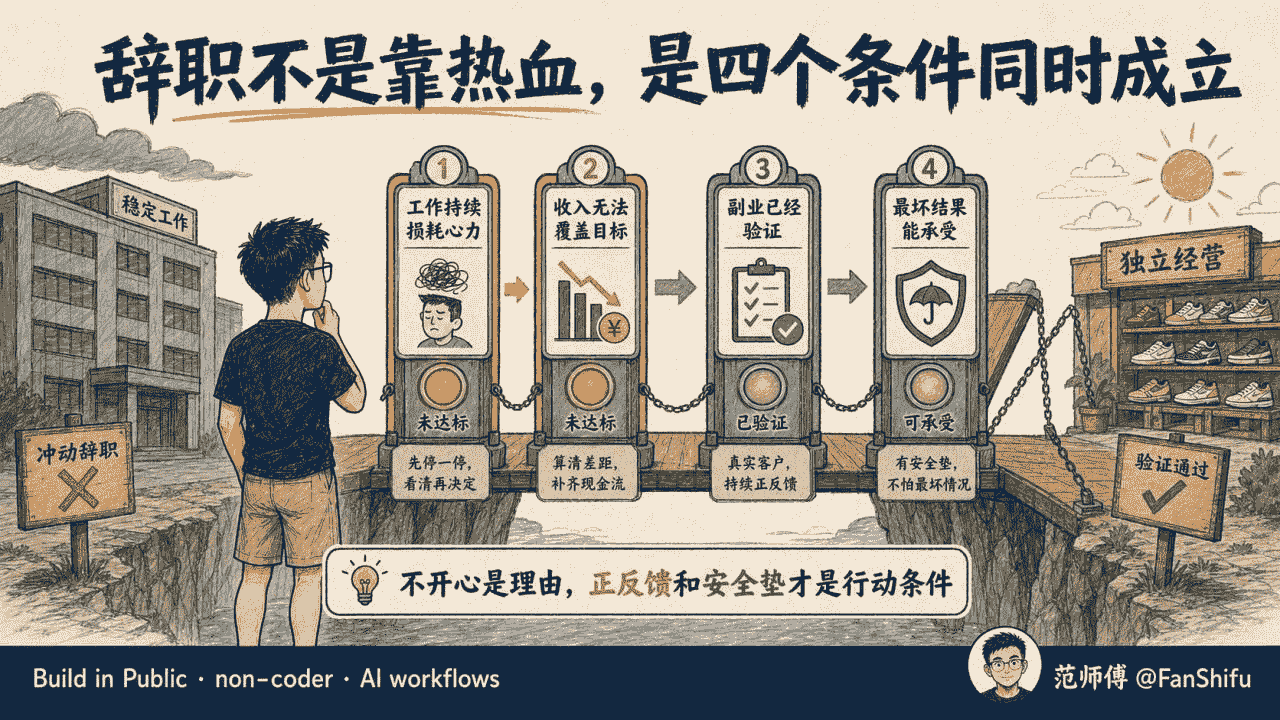 辞职不是靠热血，是四个条件同时成立
稳定工作
冲动辞职
1
工作持续
损耗心力
未达标
先停一停，
看清再决定
2
收入无法
覆盖目标
¥
未达标
算清差距，
补齐现金流
3
副业已经
验证
已验证
真实客户，
持续正反馈
4
最坏结果
能承受
可承受
有安全垫，
不怕最坏情况
独立经营
验证通过
不开心是理由，正反馈和安全垫才是行动条件
Build in Public · non-coder · AI workflows
范师傅 @FanShifu